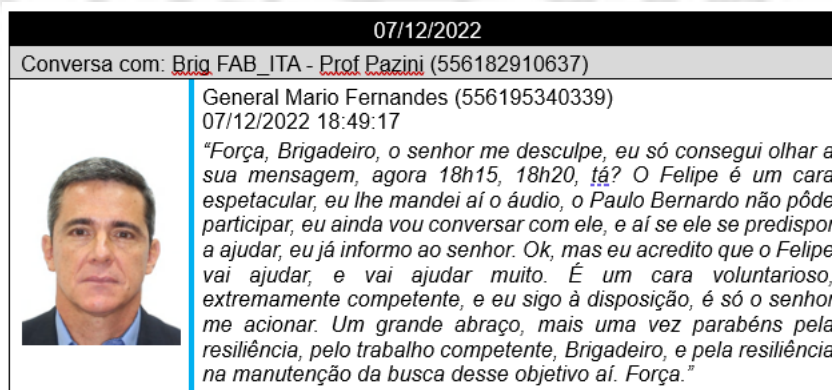 07/12/2022
Conversa com: Brig FAB_ITA - Prof Pazini (556182910637)
General Mario Fernandes (556195340339)
07/12/2022 18:49:17
“Força, Brigadeiro, o senhor me desculpe, eu só consegui olhar a
sua mensagem, agora 18h15, 18h20, tá? O Felipe é um cara
espetacular, eu lhe mandei aí o áudio, o Paulo Bernardo não pôde
participar, eu ainda vou conversar com ele, e aí se ele se predispor
a ajudar, eu já informo ao senhor. Ok, mas eu acredito que o Felipe
vai ajudar, e vai ajudar muito. É um cara voluntarioso,
extremamente competente, e eu sigo à disposição, é só o senhor
me acionar. Um grande abraço, mais uma vez parabéns pela
resiliência, pelo trabalho competente, Brigadeiro, e pela resiliência
na manutenção da busca desse objetivo aí. Força.”